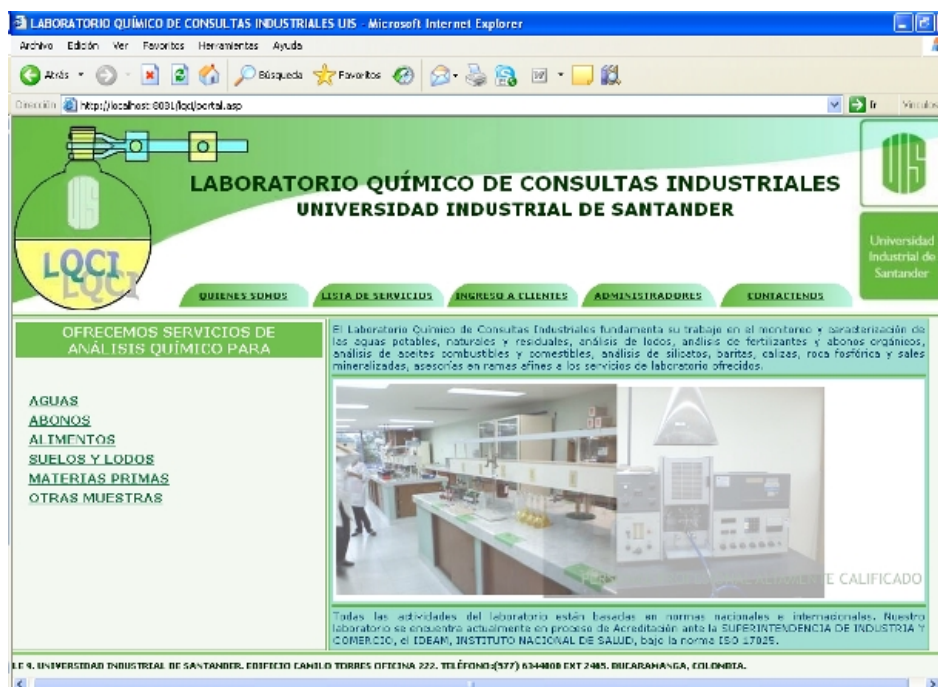 LABORATORIO QUÍMICO DE CONSULTAS INDUSTRIALES UIS - Microsoft Internet Explorer
Archivo Edición Ver Favoritos Herramientas Ayuda
Atrás Búsqueda Favoritos
Dirección http://localhost:8081/lqci/portal.asp Ir Vínculos
UIS
LABORATORIO QUÍMICO DE CONSULTAS INDUSTRIALES
UNIVERSIDAD INDUSTRIAL DE SANTANDER
Universidad
Industrial de
Santander
LQCI
QUIENES SOMOS LISTA DE SERVICIOS INGRESO A CLIENTES ADMINISTRADORES CONTACTENOS
OFRECEMOS SERVICIOS DE
ANÁLISIS QUÍMICO PARA
AGUAS
ABONOS
ALIMENTOS
SUELOS Y LODOS
MATERIAS PRIMAS
OTRAS MUESTRAS
El Laboratorio Químico de Consultas Industriales fundamenta su trabajo en el monitoreo y caracterización de
las aguas potables, naturales y residuales, análisis de lodos, análisis de fertilizantes y abonos orgánicos,
análisis de aceites combustibles y comestibles, análisis de silicatos, baritas, calizas, roca fosfórica y sales
mineralizadas, asesorías en ramas afines a los servicios de laboratorio ofrecidos.
CALIFICADO
Todas las actividades del laboratorio están basadas en normas nacionales e internacionales. Nuestro
laboratorio se encuentra actualmente en proceso de Acreditación ante la SUPERINTENDENCIA DE INDUSTRIA Y
COMERCIO, el IDEAM, INSTITUTO NACIONAL DE SALUD, bajo la norma ISO 17025.
LE 9. UNIVERSIDAD INDUSTRIAL DE SANTANDER. EDIFICIO CAMILO TORRES OFICINA 222. TELÉFONO:(577) 6344000 EXT 2465. BUCARAMANGA, COLOMBIA.